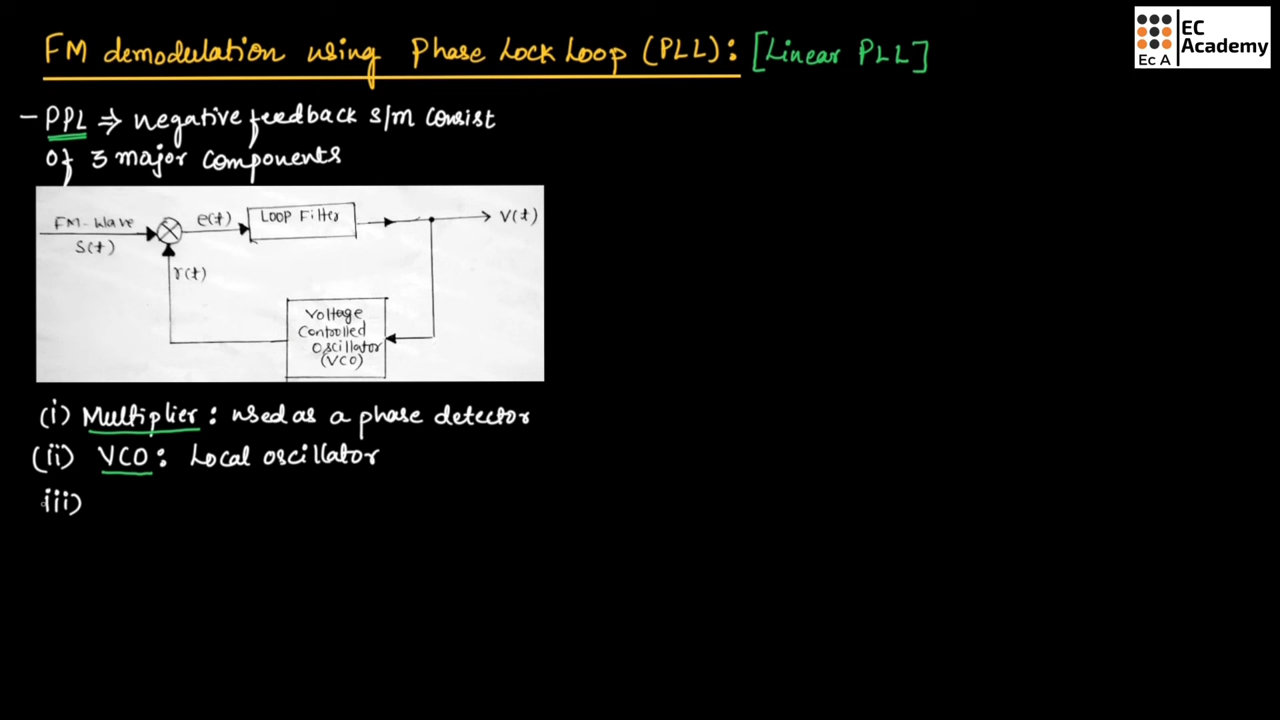 FM demodulation using Phase Lock Loop (PLL): [Linear PLL]
EC Academy
Ec A
- PPL ⇒ negative feedback s/m consist
of 3 major components
FM-Wave
S(t)
e(t)
LOOP Filter
V(t)
r(t)
Voltage
Controlled
Oscillator
(VCO)
(i) Multiplier : used as a phase detector
(ii) VCO : Local oscillator
iii)